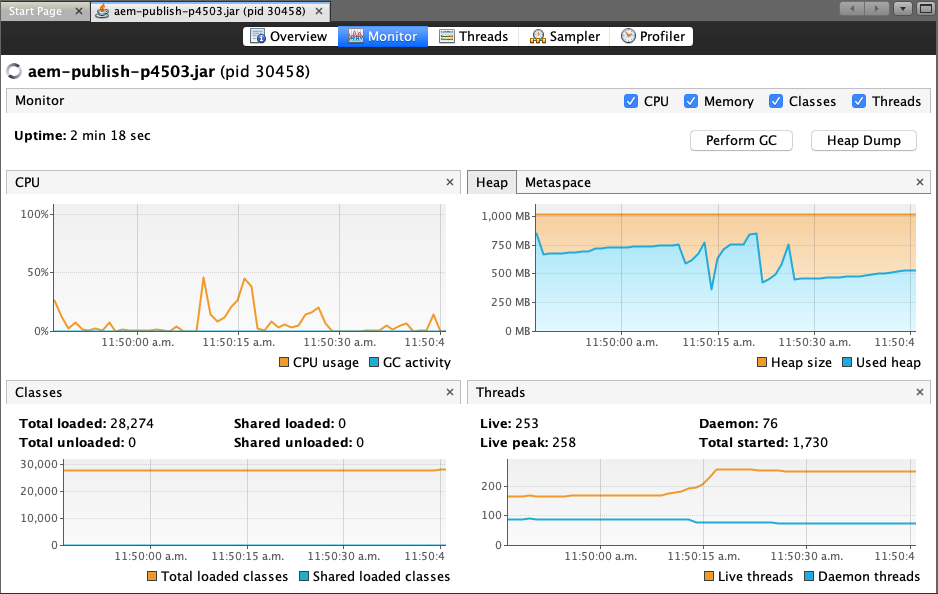 Start Page × aem-publish-p4503.jar (pid 30458) ×
Overview Monitor Threads Sampler Profiler
aem-publish-p4503.jar (pid 30458)
Monitor CPU Memory Classes Threads
Uptime: 2 min 18 sec Perform GC Heap Dump
CPU ×
100%
50%
0%
11:50:00 a.m. 11:50:15 a.m. 11:50:30 a.m. 11:50:4
CPU usage GC activity
Heap Metaspace ×
1,000 MB
750 MB
500 MB
250 MB
0 MB
11:50:00 a.m. 11:50:15 a.m. 11:50:30 a.m. 11:50:4
Heap size Used heap
Classes ×
Total loaded: 28,274 Shared loaded: 0
Total unloaded: 0 Shared unloaded: 0
30,000
20,000
10,000
0
11:50:00 a.m. 11:50:15 a.m. 11:50:30 a.m. 11:50:4
Total loaded classes Shared loaded classes
Threads ×
Live: 253 Daemon: 76
Live peak: 258 Total started: 1,730
200
100
0
11:50:00 a.m. 11:50:15 a.m. 11:50:30 a.m. 11:50:4
Live threads Daemon threads